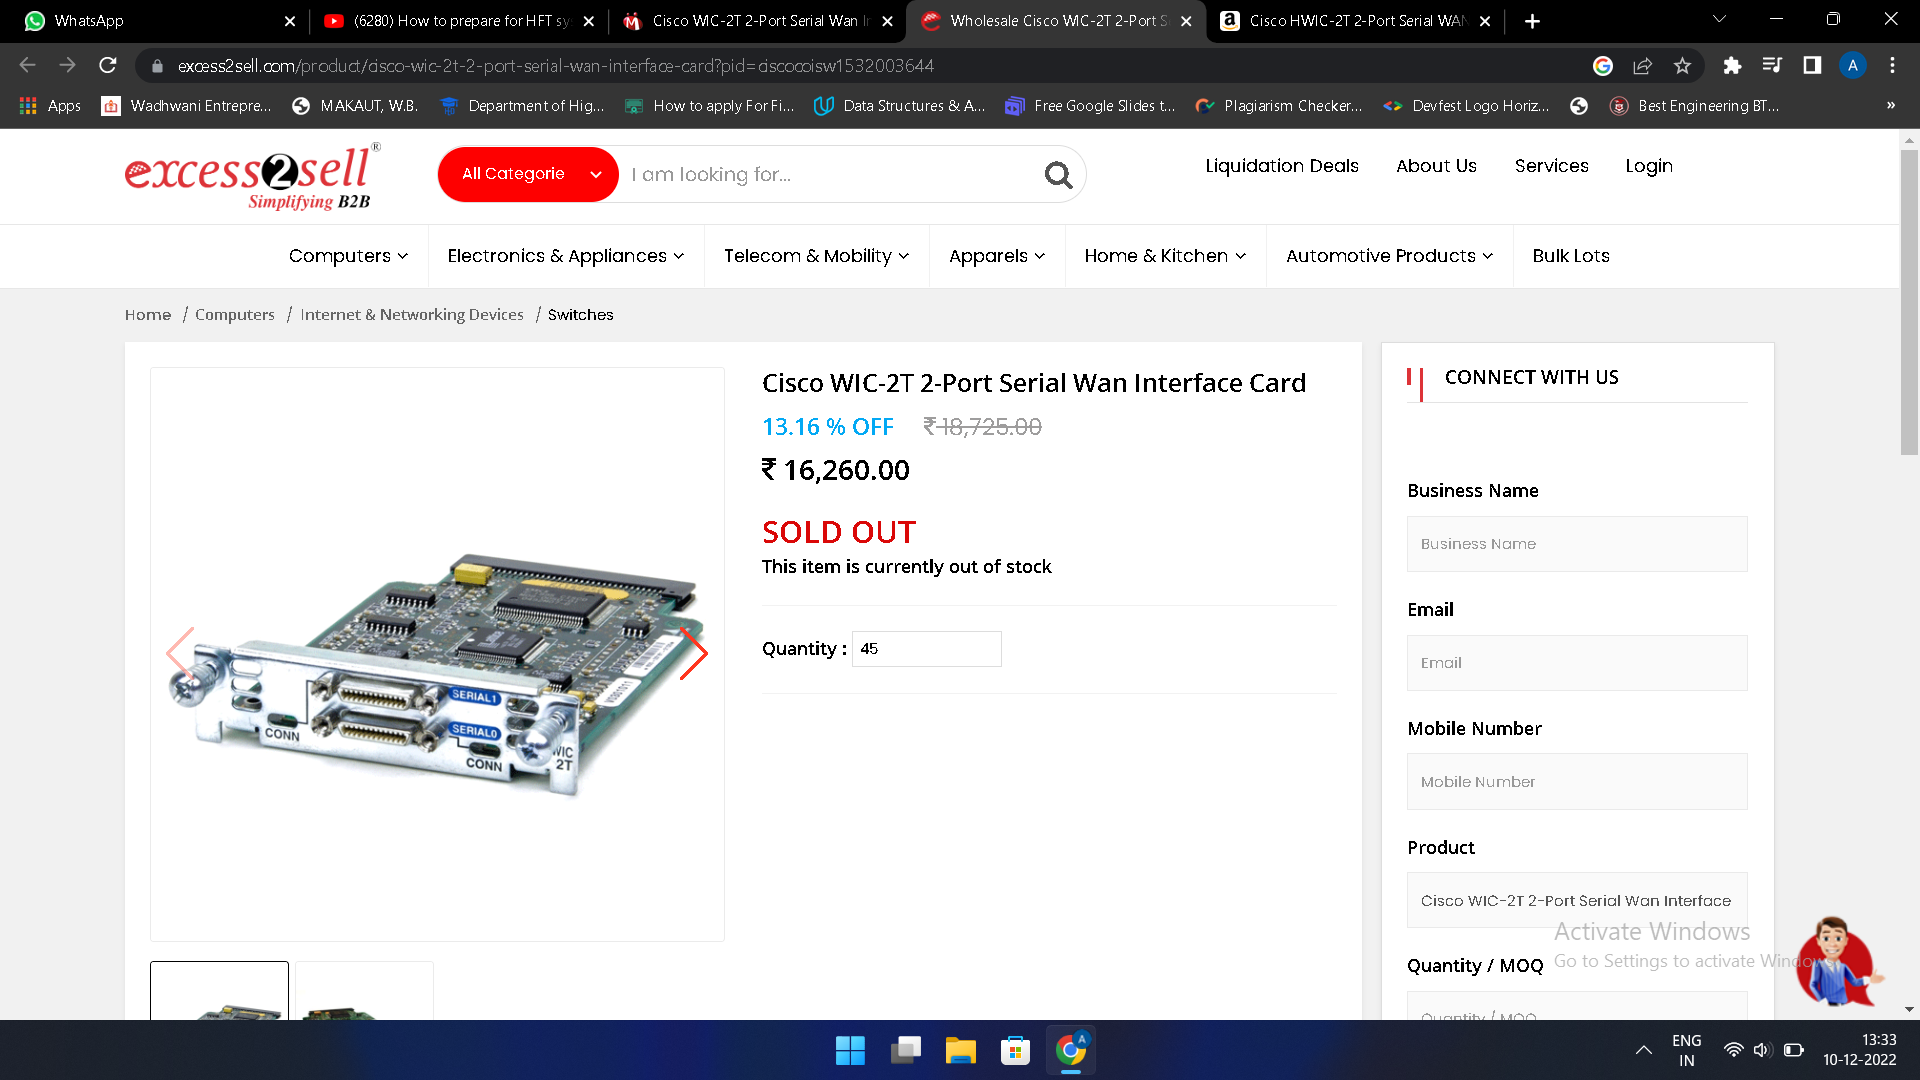 WhatsApp
(6280) How to prepare for HFT sy
Cisco WIC-2T 2-Port Serial Wan In
Wholesale Cisco WIC-2T 2-Port S
Cisco HWIC-2T 2-Port Serial WAN
excess2sell.com/product/cisco-wic-2t-2-port-serial-wan-interface-card?pid=ciscocoisw1532003644
A
Apps
Wadhwani Entrepre...
MAKAUT, W.B.
Department of Hig...
How to apply For Fi...
Data Structures & A...
Free Google Slides t...
Plagiarism Checker...
Devfest Logo Horiz...
Best Engineering BT...
»
excess2sell®
Simplifying B2B
All Categorie
I am looking for...
Liquidation Deals
About Us
Services
Login
Computers
Electronics & Appliances
Telecom & Mobility
Apparels
Home & Kitchen
Automotive Products
Bulk Lots
Home / Computers / Internet & Networking Devices / Switches
Cisco WIC-2T 2-Port Serial Wan Interface Card
13.16 % OFF ₹ 18,725.00
₹ 16,260.00
SOLD OUT
This item is currently out of stock
Quantity : 45
SERIAL1
SERIAL0
CONN
CONN
WIC
2T
CONNECT WITH US
Business Name
Business Name
Email
Email
Mobile Number
Mobile Number
Product
Cisco WIC-2T 2-Port Serial Wan Interface
Quantity / MOQ
Quantity / MOQ
Activate Windows
Go to Settings to activate Windows
A
ENG
IN
13:33
10-12-2022